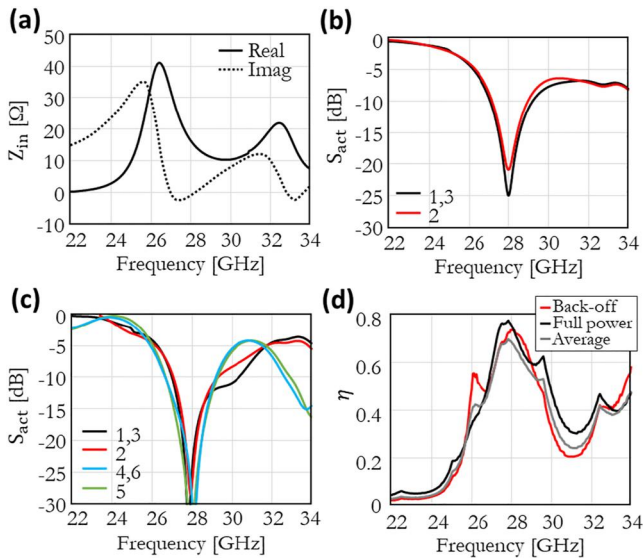 (a)
50
40
30
20
10
0
-10
Z_in [Ω]
Real
Imag
22 24 26 28 30 32 34
Frequency [GHz]
(b)
0
-5
-10
-15
-20
-25
-30
S_act [dB]
1,3
2
22 24 26 28 30 32 34
Frequency [GHz]
(c)
0
-5
-10
-15
-20
-25
-30
S_act [dB]
1,3
2
4,6
5
22 24 26 28 30 32 34
Frequency [GHz]
(d)
Back-off
Full power
Average
0.8
0.6
0.4
0.2
0
η
22 24 26 28 30 32 34
Frequency [GHz]